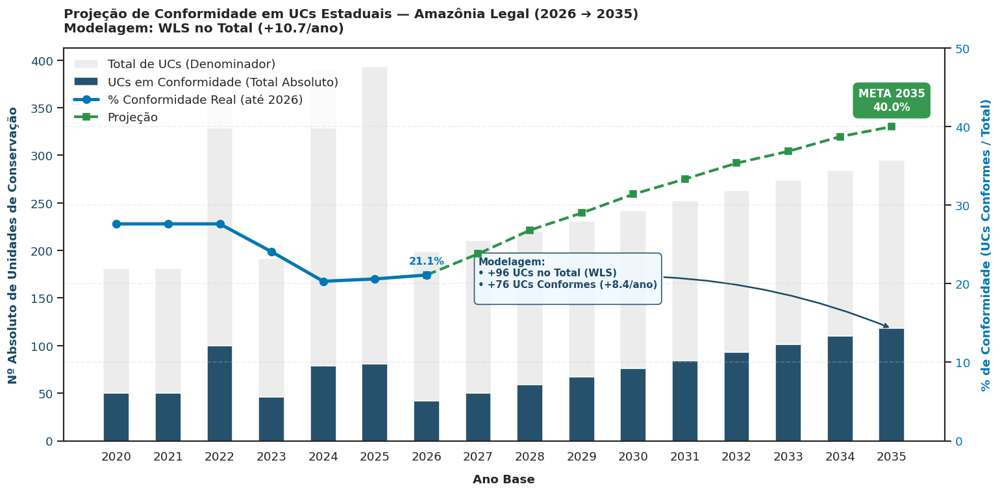 Projeção de Conformidade em UCs Estaduais — Amazônia Legal (2026 ➔ 2035)
Modelagem: WLS no Total (+10.7/ano)
Total de UCs (Denominador)
UCs em Conformidade (Total Absoluto)
% Conformidade Real (até 2026)
Projeção
META 2035
40.0%
21.1%
Modelagem:
• +96 UCs no Total (WLS)
• +76 UCs Conformes (+8.4/ano)
Nº Absoluto de Unidades de Conservação
400
350
300
250
200
150
100
50
0
% de Conformidade (UCs Conformes / Total)
50
40
30
20
10
0
2020 2021 2022 2023 2024 2025 2026 2027 2028 2029 2030 2031 2032 2033 2034 2035
Ano Base